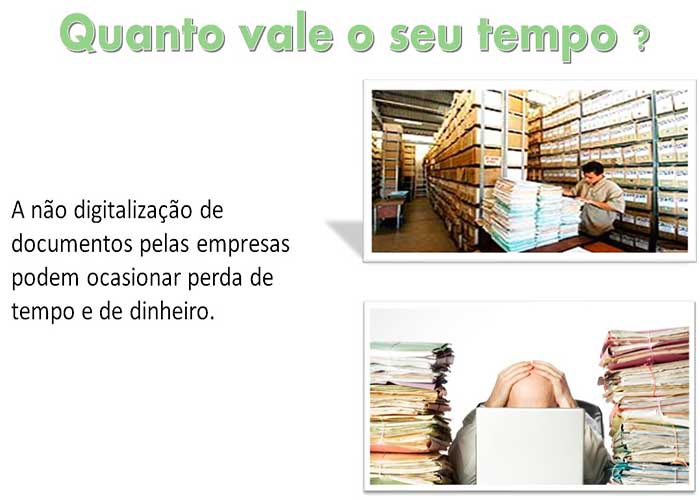 Quanto vale o seu tempo ?
A não digitalização de
documentos pelas empresas
podem ocasionar perda de
tempo e de dinheiro.